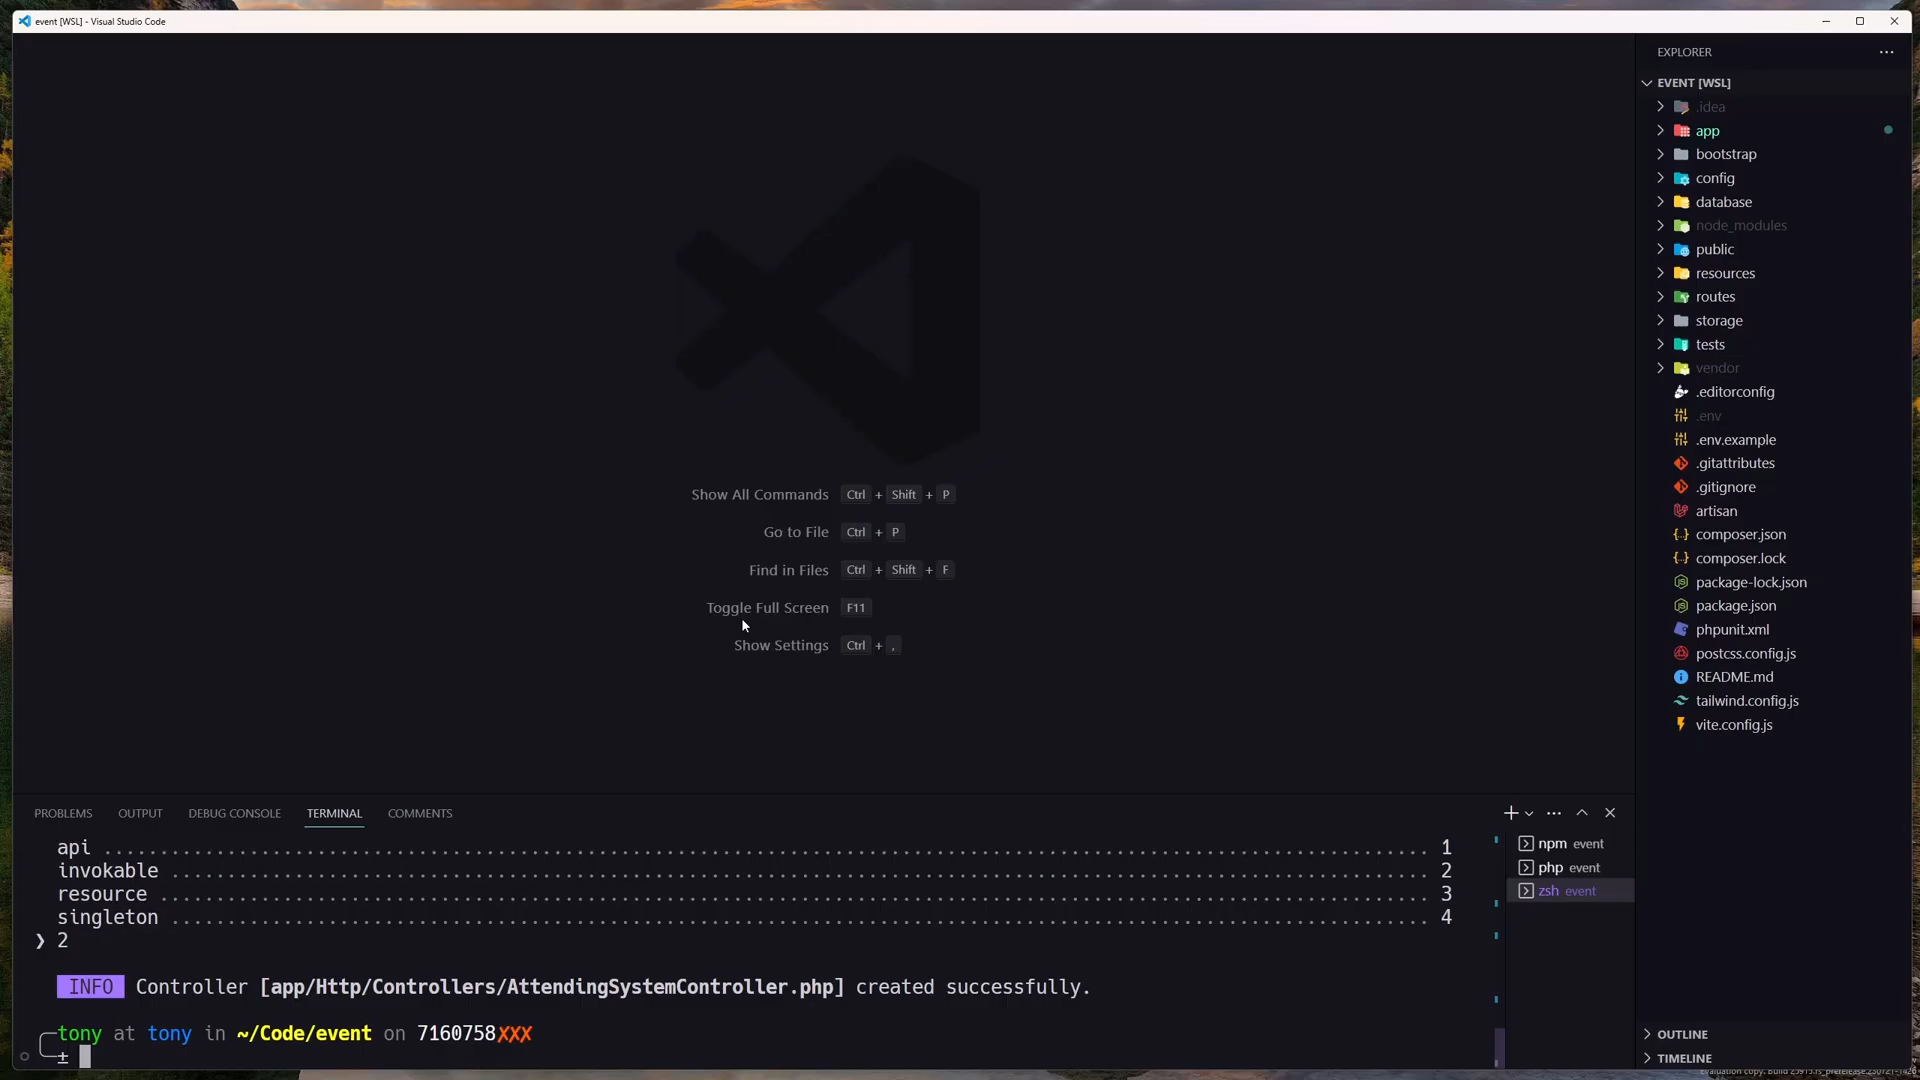 event [WSL] - Visual Studio Code
EXPLORER
EVENT [WSL]
.idea
app
bootstrap
config
database
node_modules
public
resources
routes
storage
tests
vendor
.editorconfig
.env
.env.example
.gitattributes
.gitignore
artisan
composer.json
composer.lock
package-lock.json
package.json
phpunit.xml
postcss.config.js
README.md
tailwind.config.js
vite.config.js
OUTLINE
TIMELINE
Show All Commands Ctrl + Shift + P
Go to File Ctrl + P
Find in Files Ctrl + Shift + F
Toggle Full Screen F11
Show Settings Ctrl + ,
PROBLEMS OUTPUT DEBUG CONSOLE TERMINAL COMMENTS
api ........ 1
invokable ........ 2
resource ........ 3
singleton ........ 4
❯ 2
INFO Controller [app/Http/Controllers/AttendingSystemController.php] created successfully.
tony at tony in ~/Code/event on 7160758✗✗✗
±
npm event
php event
zsh event